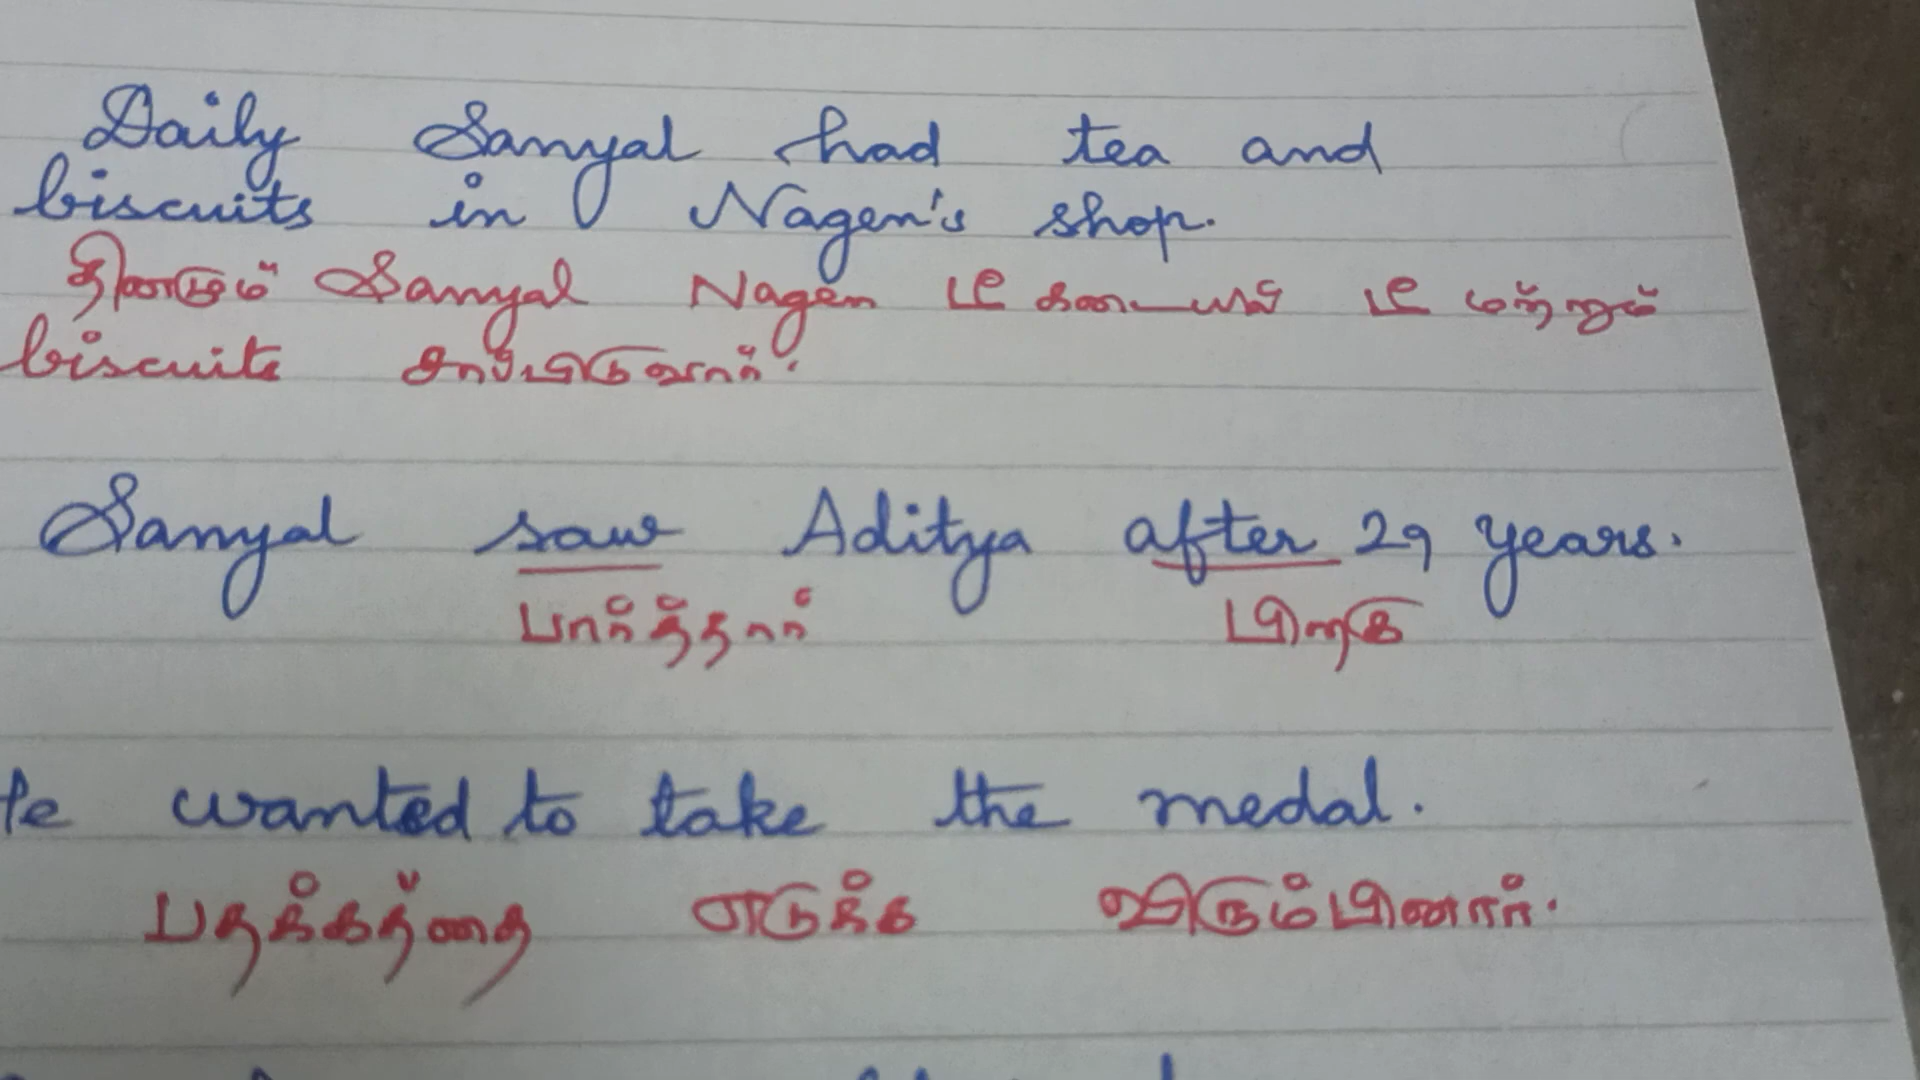 Daily Sanyal had tea and
biscuits in Nagen's shop.
தினமும் Sanyal Nagen டீ கடையில் டீ மற்றும்
biscuits சாப்பிடுவார்.
Sanyal saw Aditya after 29 years.
பார்த்தார் பிறகு
wanted to take the medal.
பதக்கத்தை எடுக்க விரும்பினார்.